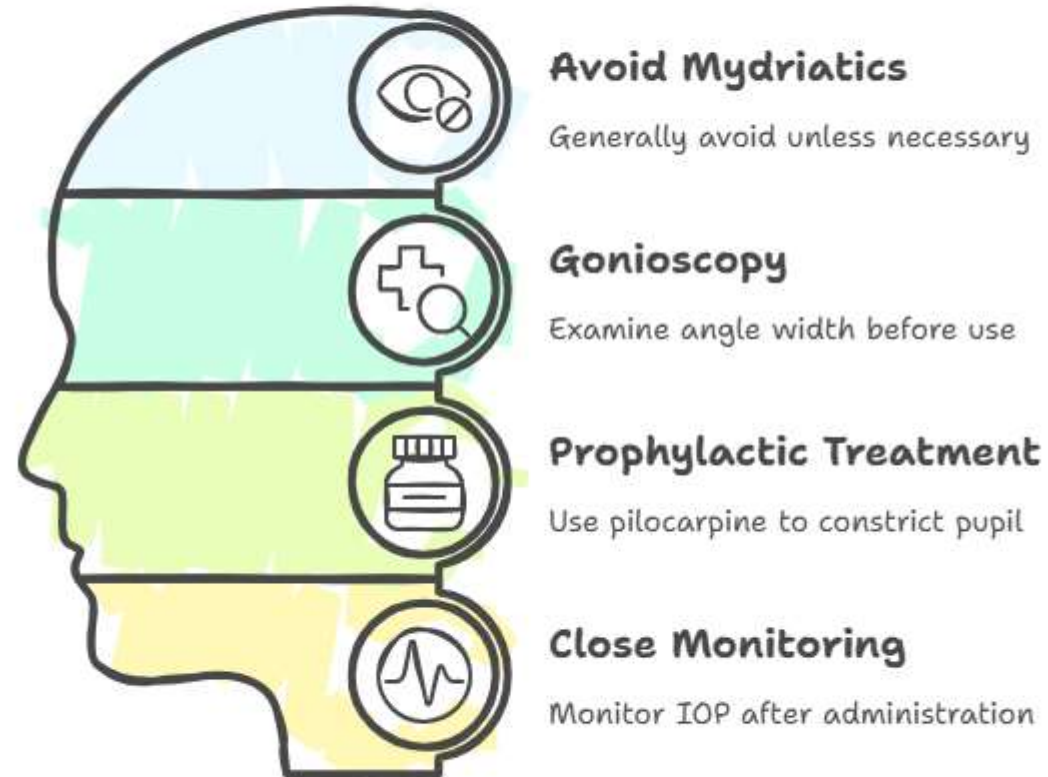 Avoid Mydriatics
Generally avoid unless necessary
Gonioscopy
Examine angle width before use
Prophylactic Treatment
Use pilocarpine to constrict pupil
Close Monitoring
Monitor IOP after administration